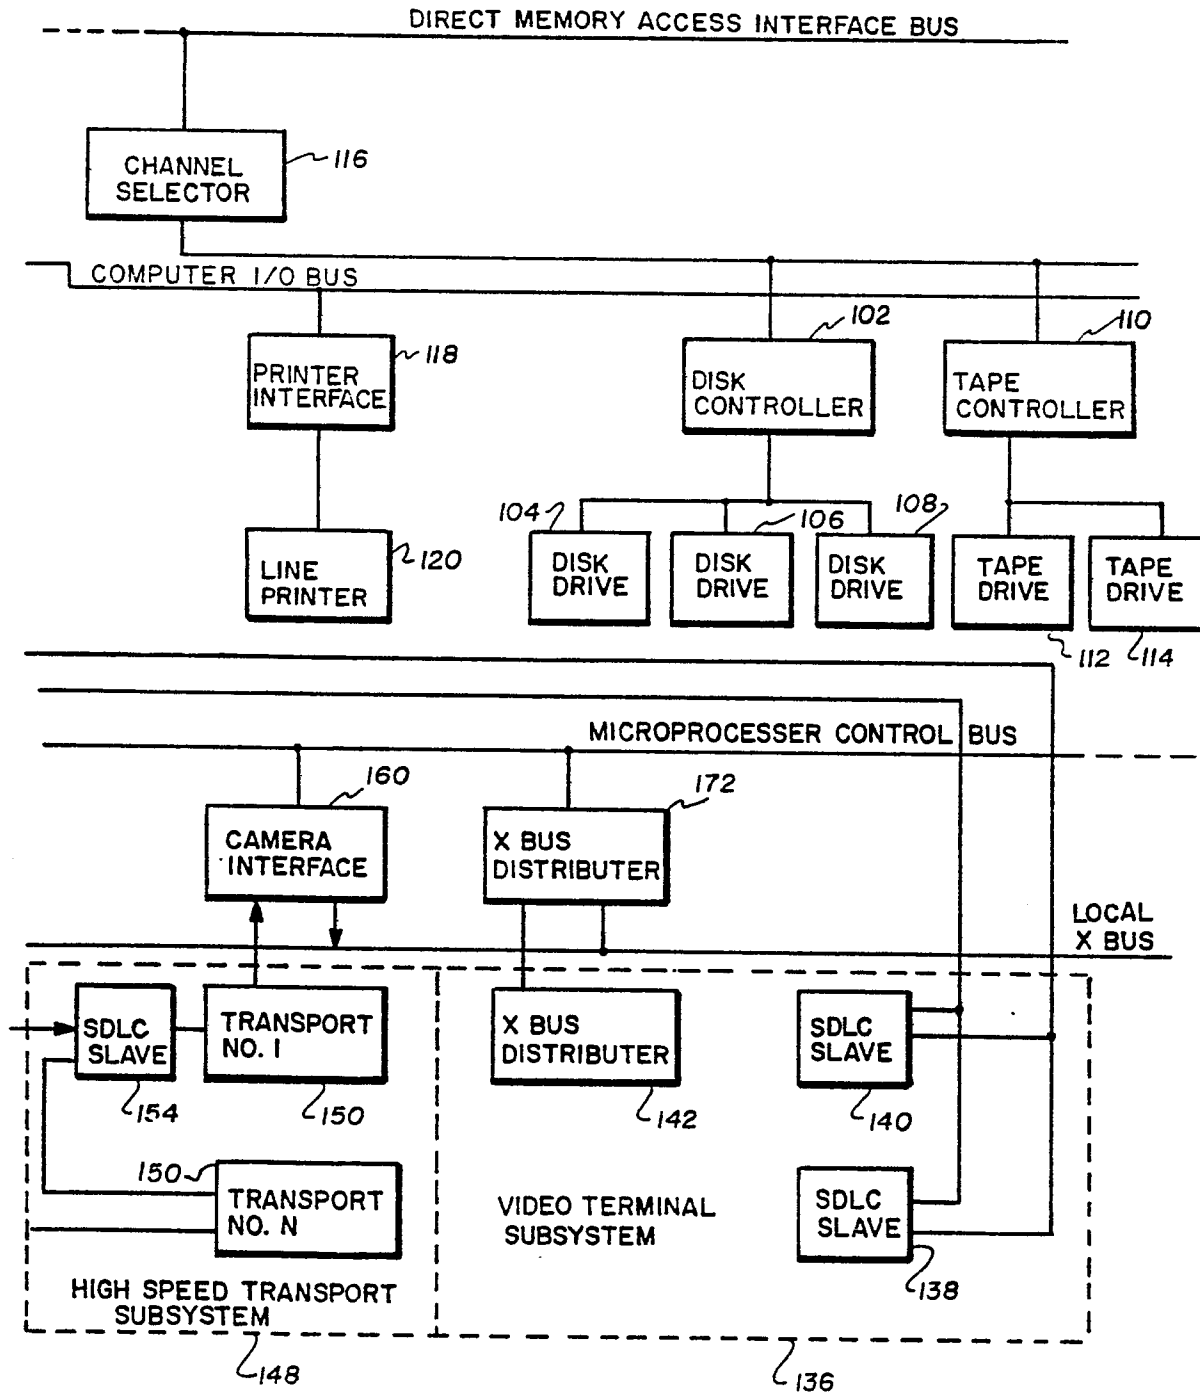 DIRECT MEMORY ACCESS INTERFACE BUS
CHANNEL
SELECTOR
116
COMPUTER I/O BUS
102
110
118
PRINTER
INTERFACE
DISK
CONTROLLER
TAPE
CONTROLLER
104
106
108
120
LINE
PRINTER
DISK
DRIVE
DISK
DRIVE
DISK
DRIVE
TAPE
DRIVE
TAPE
DRIVE
112
114
MICROPROCESSER CONTROL BUS
160
172
CAMERA
INTERFACE
X BUS
DISTRIBUTER
LOCAL
X BUS
SDLC
SLAVE
TRANSPORT
NO. 1
X BUS
DISTRIBUTER
SDLC
SLAVE
154
150
142
140
150
TRANSPORT
NO. N
VIDEO TERMINAL
SUBSYSTEM
SDLC
SLAVE
138
HIGH SPEED TRANSPORT
SUBSYSTEM
148
136